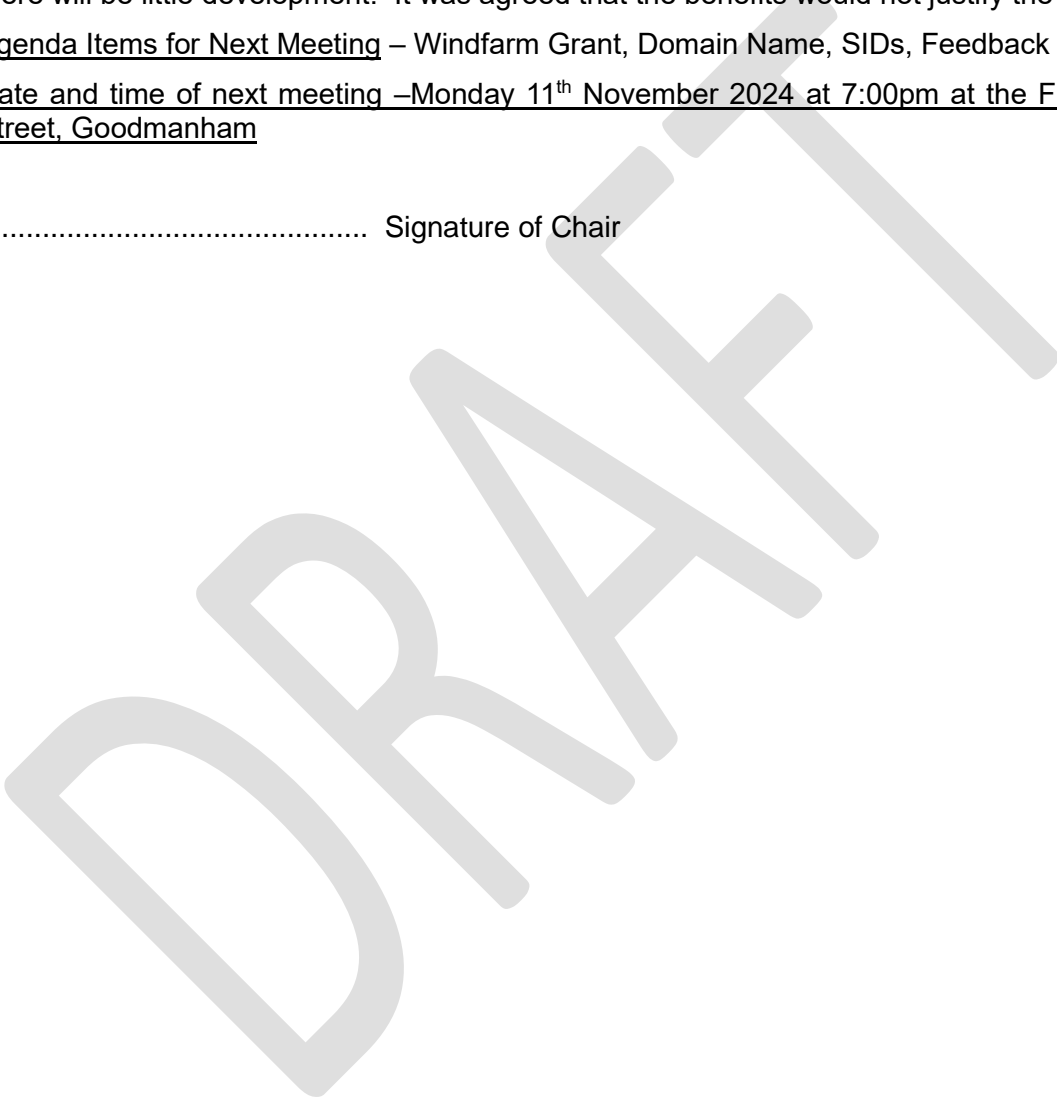 ere will be little development. It was agreed that the benefits would not justify the
genda Items for Next Meeting – Windfarm Grant, Domain Name, SIDs, Feedback
ate and time of next meeting –Monday 11th November 2024 at 7:00pm at the F
treet, Goodmanham
............................................. Signature of Chair
DRAFT